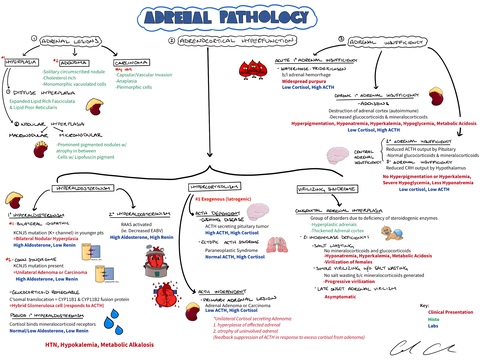 ADRENAL PATHOLOGY
① ADRENAL LESIONS
HYPERPLASIA
ADENOMA
CARCINOMA
-Solitary circumscribed nodule
-Cholesterol rich
-Monomorphic vacuolated cells
-Capsular/Vascular Invasion
-Anaplasia
-Pleomorphic cells
① DIFFUSE HYPERPLASIA
Expanded Lipid Rich Fasciculata
& Lipid Poor Reticularis
② NODULAR HYPERPLASIA
MACRONODULAR
MICRONODULAR
-Prominent pigmented nodules w/
atrophy in between
-Cells w/ Lipofuscin pigment
② ADRENOCORTICAL HYPERFUNCTION
③ ADRENAL INSUFFICIENCY
ACUTE 1° ADRENAL INSUFFICIENCY
- WATERHOUSE-FRIDERICHSEN
Widespread purpura
b/l adrenal hemorrhage
Low Cortisol, High ACTH
CHRONIC 1° ADRENAL INSUFFICIENCY
- ADDISON'S
Destruction of adrenal cortex (autoimmune)
-Decreased glucocorticoids & mineralocorticoids
Hyperpigmentation, Hyponatremia, Hyperkalemia, Hypoglycemia, Metabolic Acidosis
Low Cortisol, High ACTH
CENTRAL
ADRENAL
INSUFFICIENCY
2° ADRENAL INSUFFICIENCY
Reduced ACTH output by Pituitary
-Normal glucocorticoids & mineralocorticoids
3° ADRENAL INSUFFICIENCY
Reduced CRH output by Hypothalamus
No Hyperpigmentation or Hyperkalemia,
Severe Hypoglycemia, Less Hyponatremia
Low cortisol, Low ACTH
HYPERALDOSTERONISM
1° HYPERALDOSTERONISM
#1: BILATERAL IDIOPATHIC
KCNJ5 mutation (K+ channel) in younger pts
=Bilateral Nodular Hyperplasia
High Aldosterone, Low Renin
KCNJ5 mutation present
=Unilateral Adenoma or Carcinoma
High Aldosterone, Low Renin
- GLUCOCORTICOID REMEDIABLE
C'somal translocation = CYP11B1 & CYP11B2 fusion protein
=Hybrid Glomerulosa cell (responds to ACTH)
PSEUDO 1° HYPERALDOSTERONISM
Cortisol binds mineralocorticoid receptors
Normal/Low Aldosterone, Low Renin
HTN, Hypokalemia, Metabolic Alkalosis
2° HYPERALDOSTERONISM
RAAS activated
(ie. Decreased EABV)
High Aldosterone, High Renin
HYPERCORTISOLISM
#1 Exogenous (Iatrogenic)
ACTH DEPENDENT
- CUSHING DISEASE
ACTH secreting pituitary tumor
High ACTH, High Cortisol
- ECTOPIC ACTH SOURCE
Paraneoplastic Syndrome
Normal ACTH, High Cortisol
ACTH INDEPENDENT
- PRIMARY ADRENAL LESION
Adrenal Adenoma or Carcinoma
Low ACTH, High Cortisol
*Unilateral Cortisol secreting Adenoma:
1. hyperplasia of affected adrenal
2. atrophy of uninvolved adrenal
(feedback suppression of ACTH in response to excess cortisol from adenoma)
VIRILIZING SYNDROME
CONGENITAL ADRENAL HYPERPLASIA
Group of disorders due to deficiency of steroidogenic enzymes
-Hyperplastic adrenals
-Thickened Adrenal cortex
- 21 HYDROXYLASE DEFICIENCY
- SALT WASTING
No mineralocorticoids and glucocorticoids
-Hyponatremia, Hyperkalemia, Metabolic Acidosis
-Virilization of females
- SIMPLE VIRILIZING W/O SALT WASTING
No salt wasting b/c mineralocorticoids generated
-Progressive virilization
- LATE ONSET ADRENAL VIRILISM
Asymptomatic
Key:
Clinical Presentation
Histo
Labs